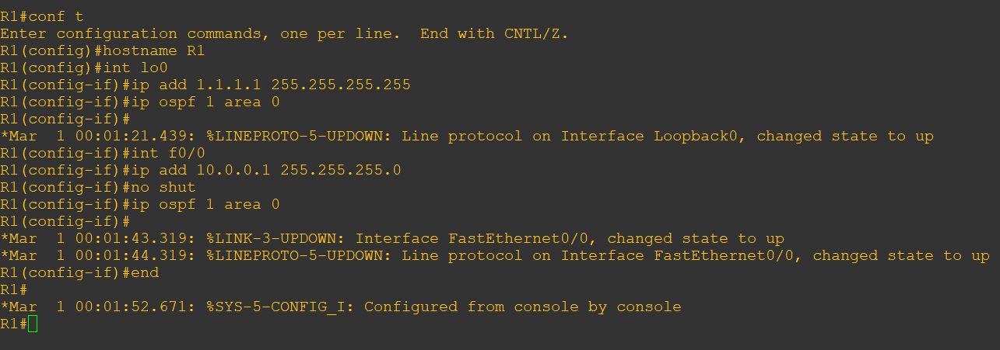 R1#conf t
Enter configuration commands, one per line.  End with CNTL/Z.
R1(config)#hostname R1
R1(config)#int lo0
R1(config-if)#ip add 1.1.1.1 255.255.255.255
R1(config-if)#ip ospf 1 area 0
R1(config-if)#
*Mar  1 00:01:21.439: %LINEPROTO-5-UPDOWN: Line protocol on Interface Loopback0, changed state to up
R1(config-if)#int f0/0
R1(config-if)#ip add 10.0.0.1 255.255.255.0
R1(config-if)#no shut
R1(config-if)#ip ospf 1 area 0
R1(config-if)#
*Mar  1 00:01:43.319: %LINK-3-UPDOWN: Interface FastEthernet0/0, changed state to up
*Mar  1 00:01:44.319: %LINEPROTO-5-UPDOWN: Line protocol on Interface FastEthernet0/0, changed state to up
R1(config-if)#end
R1#
*Mar  1 00:01:52.671: %SYS-5-CONFIG_I: Configured from console by console
R1#